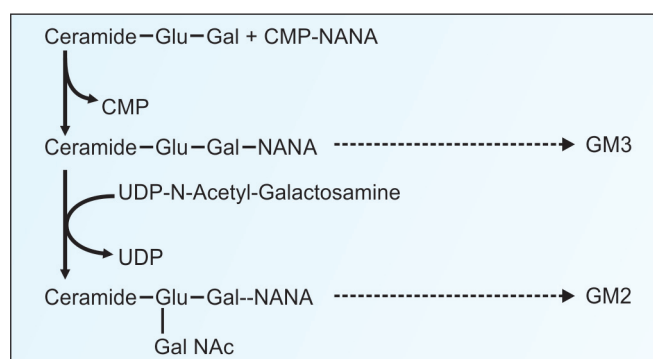 Ceramide–Glu–Gal + CMP-NANA
CMP
Ceramide–Glu–Gal–NANA GM3
UDP-N-Acetyl-Galactosamine
UDP
Ceramide–Glu–Gal--NANA GM2
Gal NAc